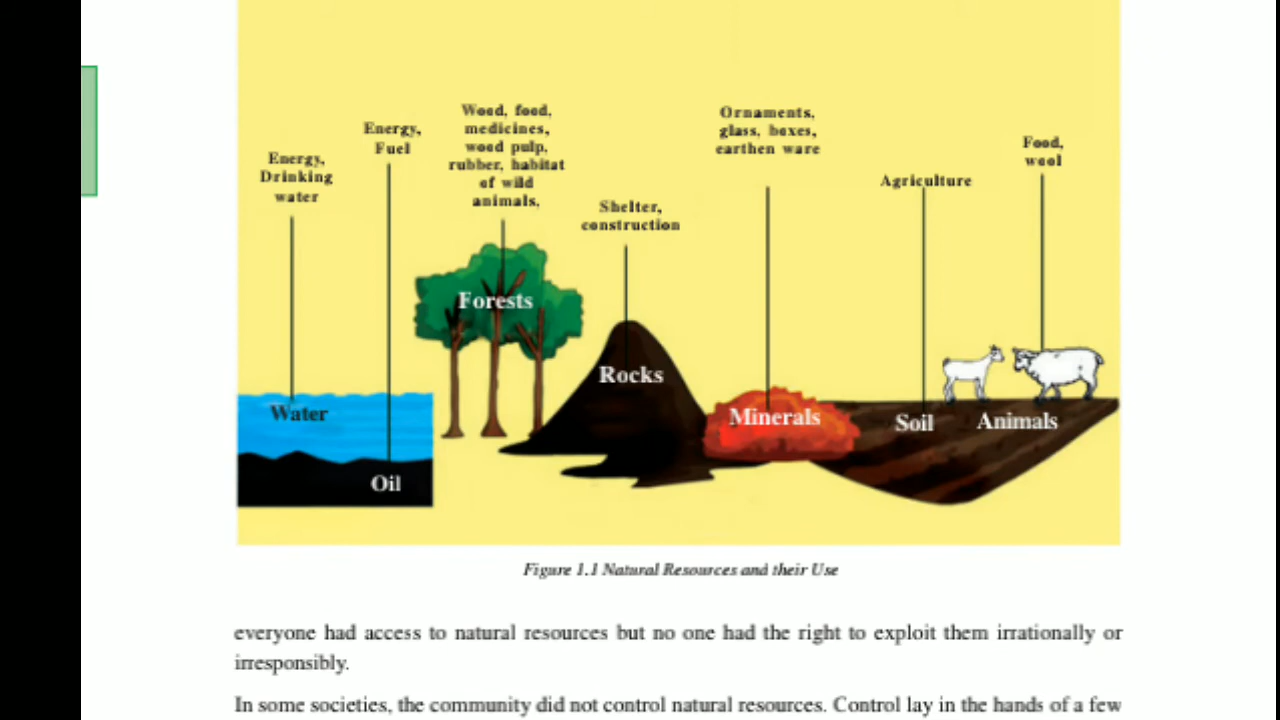 Energy,
Drinking
water
Energy,
Fuel
Wood, food,
medicines,
wood pulp,
rubber, habitat
of wild
animals,
Shelter,
construction
Ornaments,
glass, boxes,
earthen ware
Agriculture
Food,
wool
Water
Oil
Forests
Rocks
Minerals
Soil
Animals
Figure 1.1 Natural Resources and their Use
everyone had access to natural resources but no one had the right to exploit them irrationally or
irresponsibly.
In some societies, the community did not control natural resources. Control lay in the hands of a few